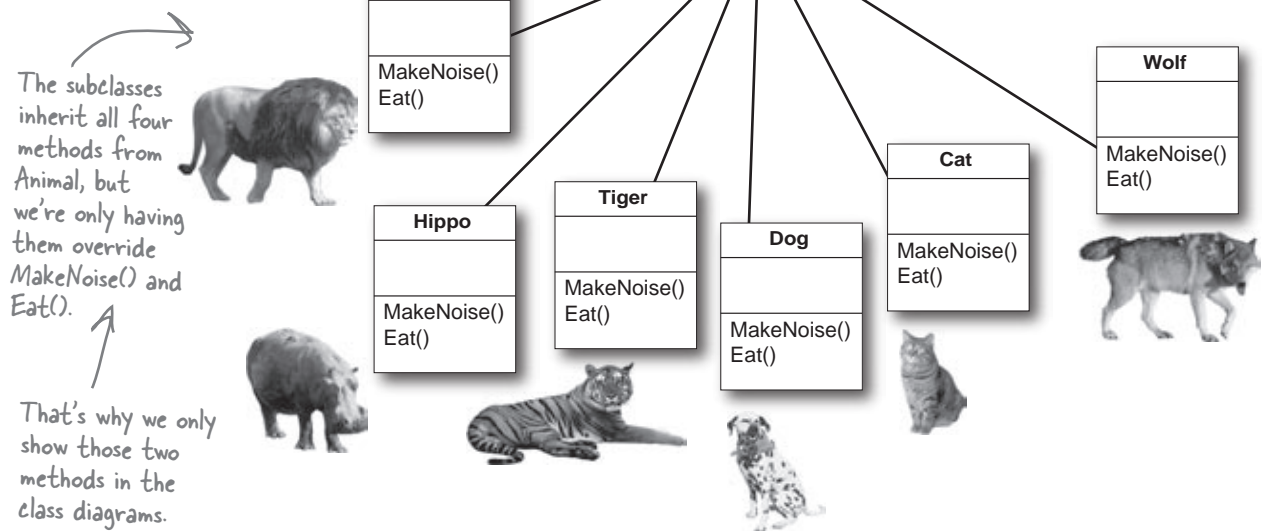 The subclasses
inherit all four
methods from
Animal, but
we're only having
them override
MakeNoise() and
Eat().
That's why we only
show those two
methods in the
class diagrams.
MakeNoise()
Eat()
Hippo
MakeNoise()
Eat()
Tiger
MakeNoise()
Eat()
Dog
MakeNoise()
Eat()
Cat
MakeNoise()
Eat()
Wolf
MakeNoise()
Eat()